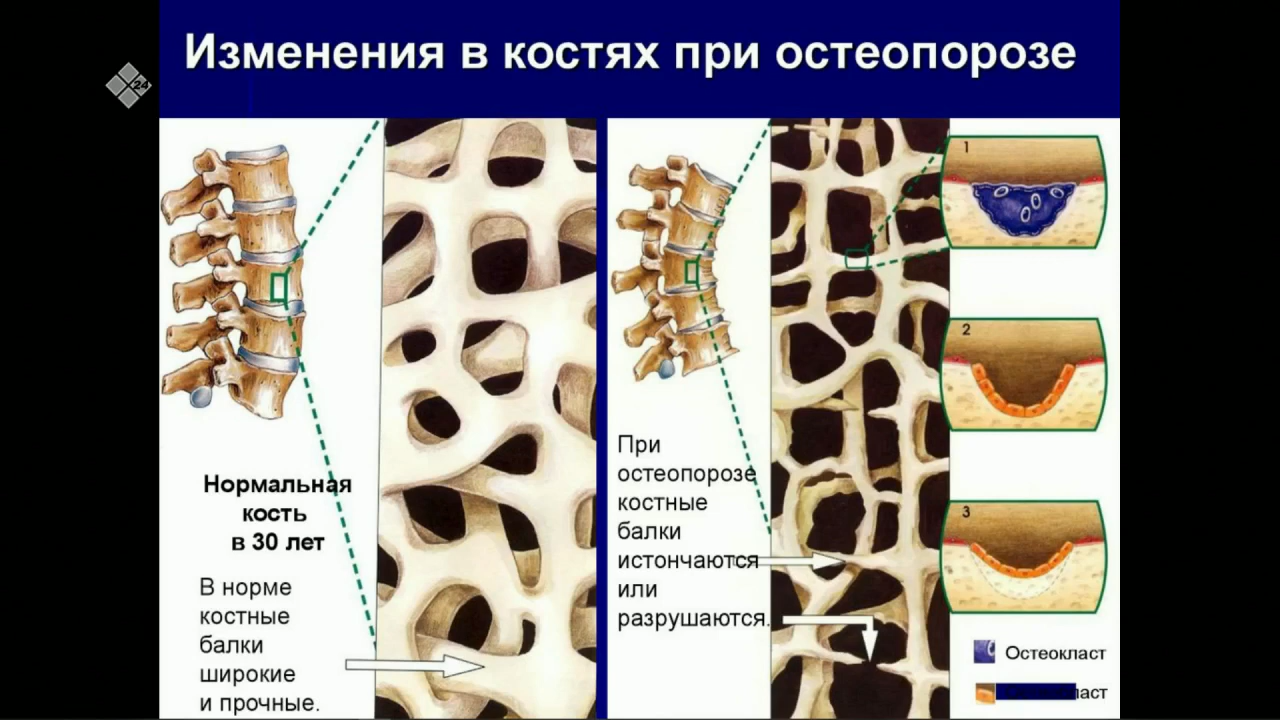 Изменения в костях при остеопорозе
x24
Нормальная
кость
в 30 лет
В норме
костные
балки
широкие
и прочные.
При
остеопорозе
костные
балки
истончаются
или
разрушаются.
1
2
3
Остеокласт